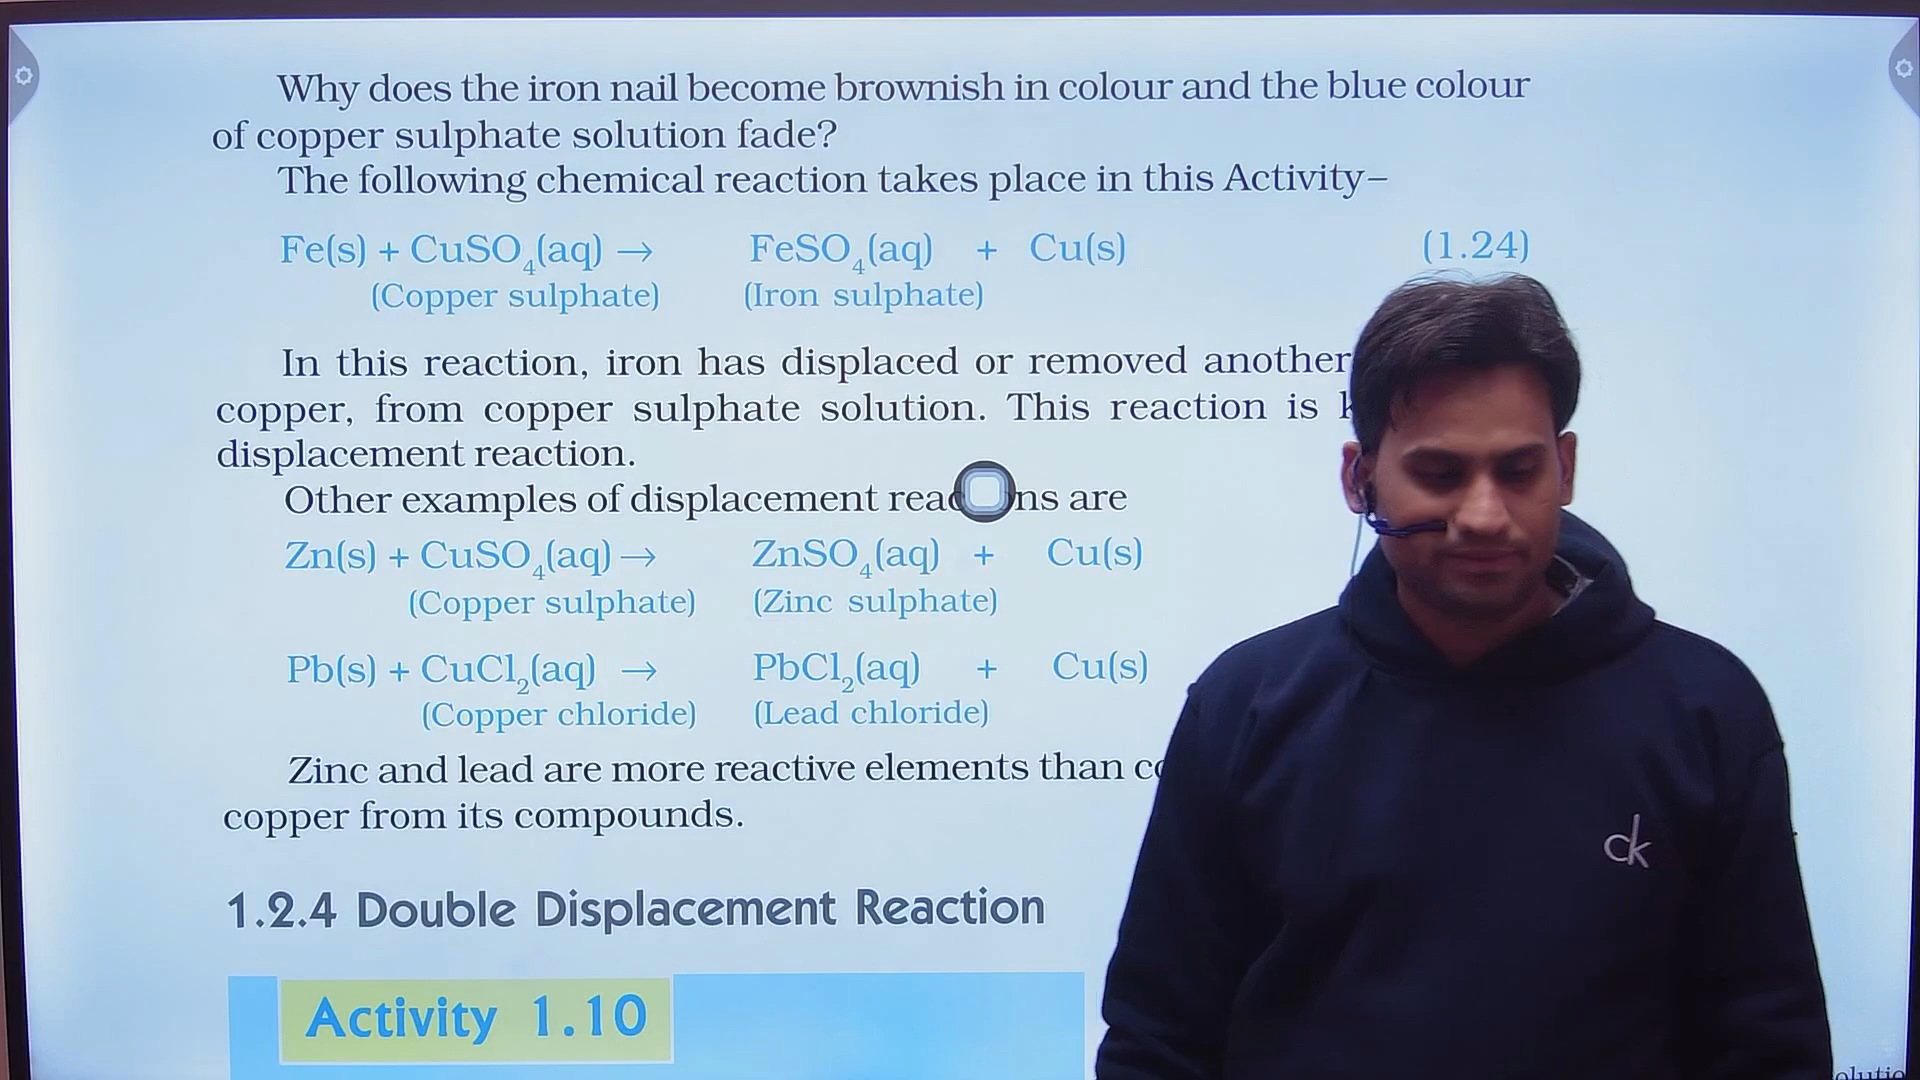 Why does the iron nail become brownish in colour and the blue colour
of copper sulphate solution fade?
The following chemical reaction takes place in this Activity–
Fe(s) + CuSO₄(aq) → FeSO₄(aq) + Cu(s) (1.24)
(Copper sulphate) (Iron sulphate)
In this reaction, iron has displaced or removed another
copper, from copper sulphate solution. This reaction is
displacement reaction.
Other examples of displacement are
Zn(s) + CuSO₄(aq) → ZnSO₄(aq) + Cu(s)
(Copper sulphate) (Zinc sulphate)
Pb(s) + CuCl₂(aq) → PbCl₂(aq) + Cu(s)
(Copper chloride) (Lead chloride)
Zinc and lead are more reactive elements than
copper from its compounds.
1.2.4 Double Displacement Reaction
Activity 1.10
ck